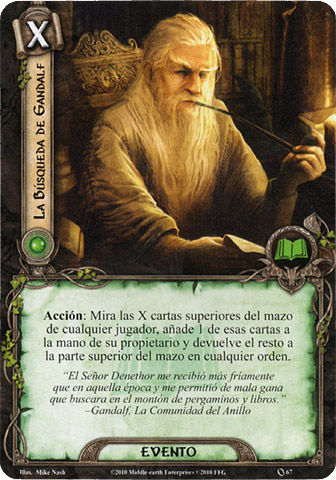 X
LA BÚSQUEDA DE GANDALF
Acción: Mira las X cartas superiores del mazo
de cualquier jugador, añade 1 de esas cartas a
la mano de su propietario y devuelve el resto a
la parte superior del mazo en cualquier orden.
“El Señor Denethor me recibió más fríamente
que en aquella época y me permitió de mala gana
que buscara en el montón de pergaminos y libros.”
–Gandalf, La Comunidad del Anillo
EVENTO
Illus. Mike Nash ©2010 Middle-earth Enterprises ©2010 FFG 67